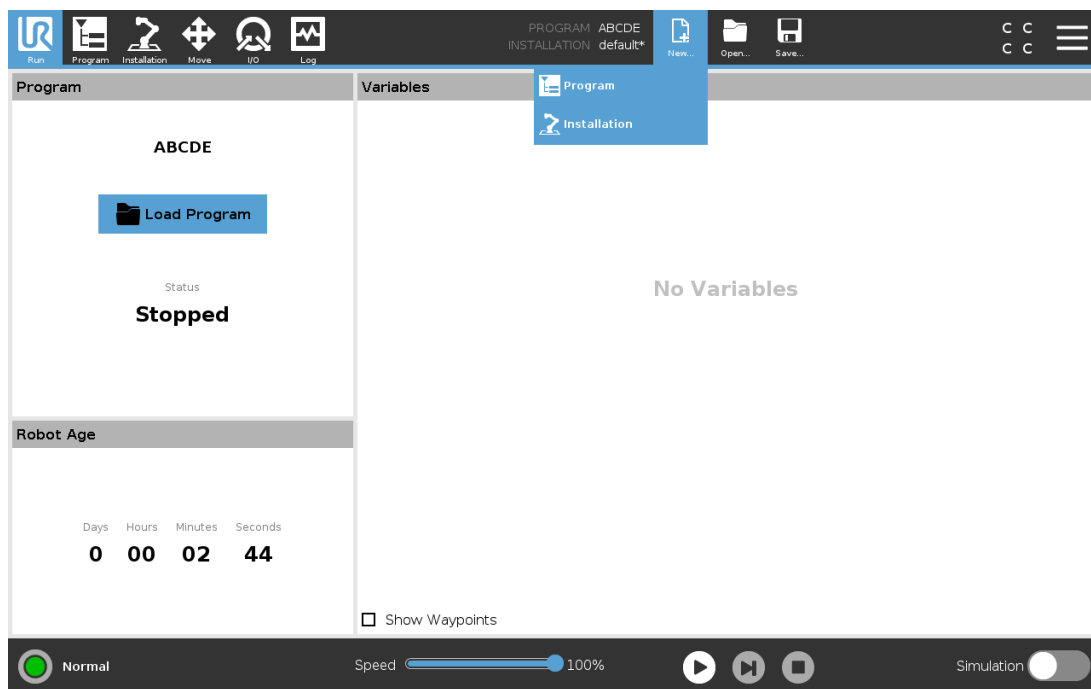 Run Program Installation Move I/O Log
PROGRAM ABCDE
INSTALLATION default*
New... Open... Save...
C C
C C
Program
Installation
Program
ABCDE
Load Program
Status
Stopped
Variables
No Variables
Show Waypoints
Robot Age
Days Hours Minutes Seconds
0 00 02 44
Normal
Speed 100%
Simulation